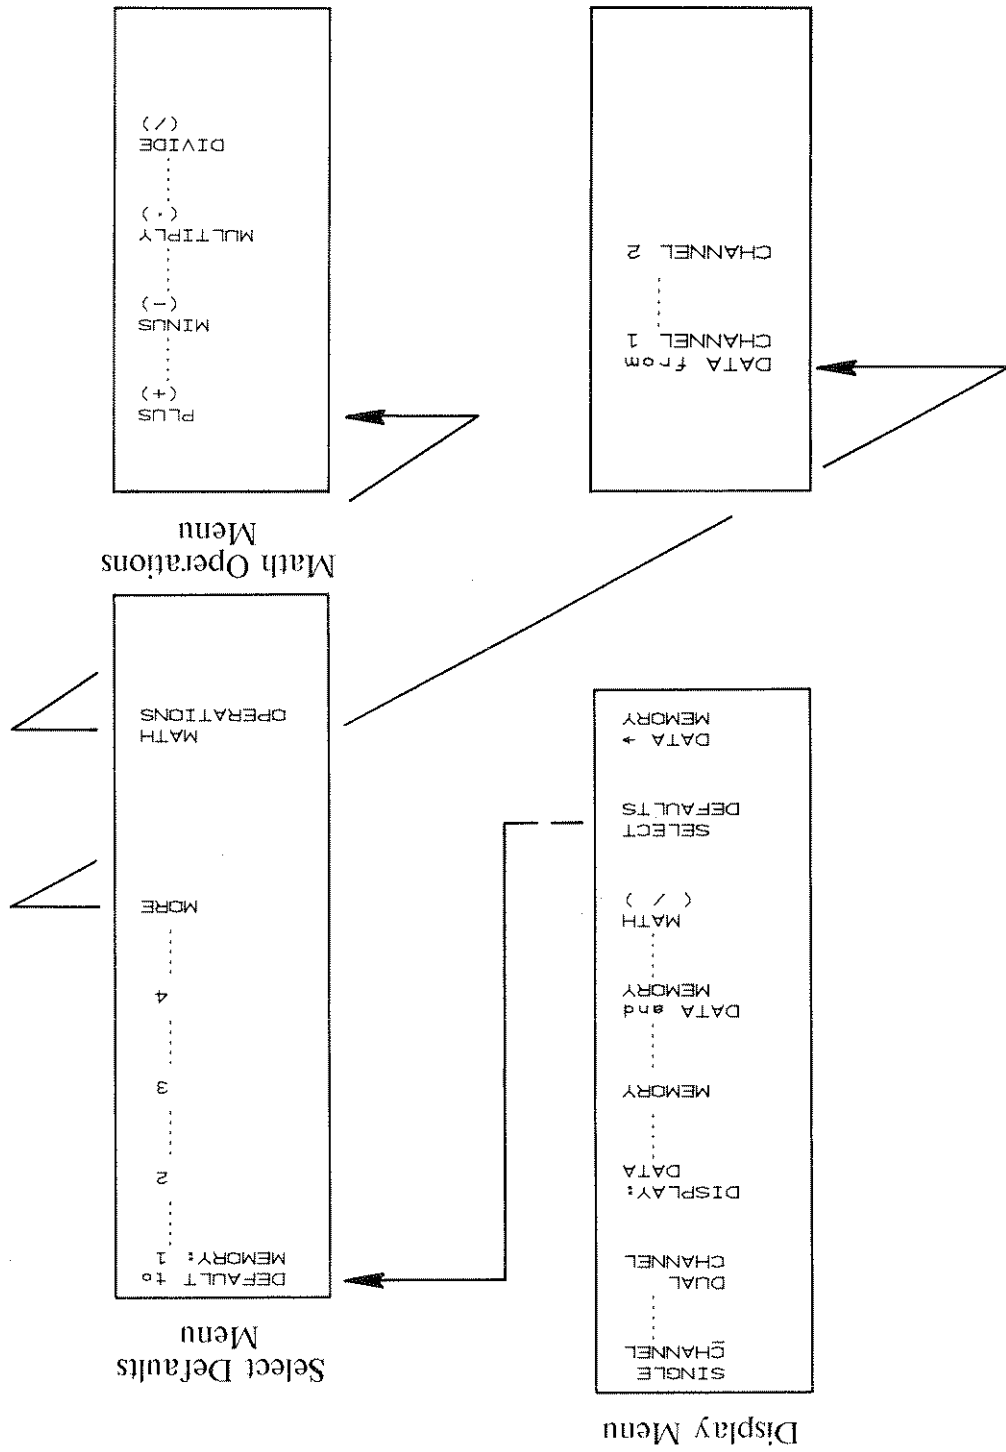 Display Menu
SINGLE
CHANNEL
DUAL
CHANNEL
DISPLAY:
DATA
MEMORY
DATA and
MEMORY
MATH
( / )
SELECT
DEFAULTS
DATA →
MEMORY
Select Defaults
Menu
DEFAULT to
MEMORY: 1
2
3
4
MORE
MATH
OPERATIONS
DATA from
CHANNEL 1
CHANNEL 2
Math Operations
Menu
PLUS
(+)
MINUS
(-)
MULTIPLY
(·)
DIVIDE
(/)